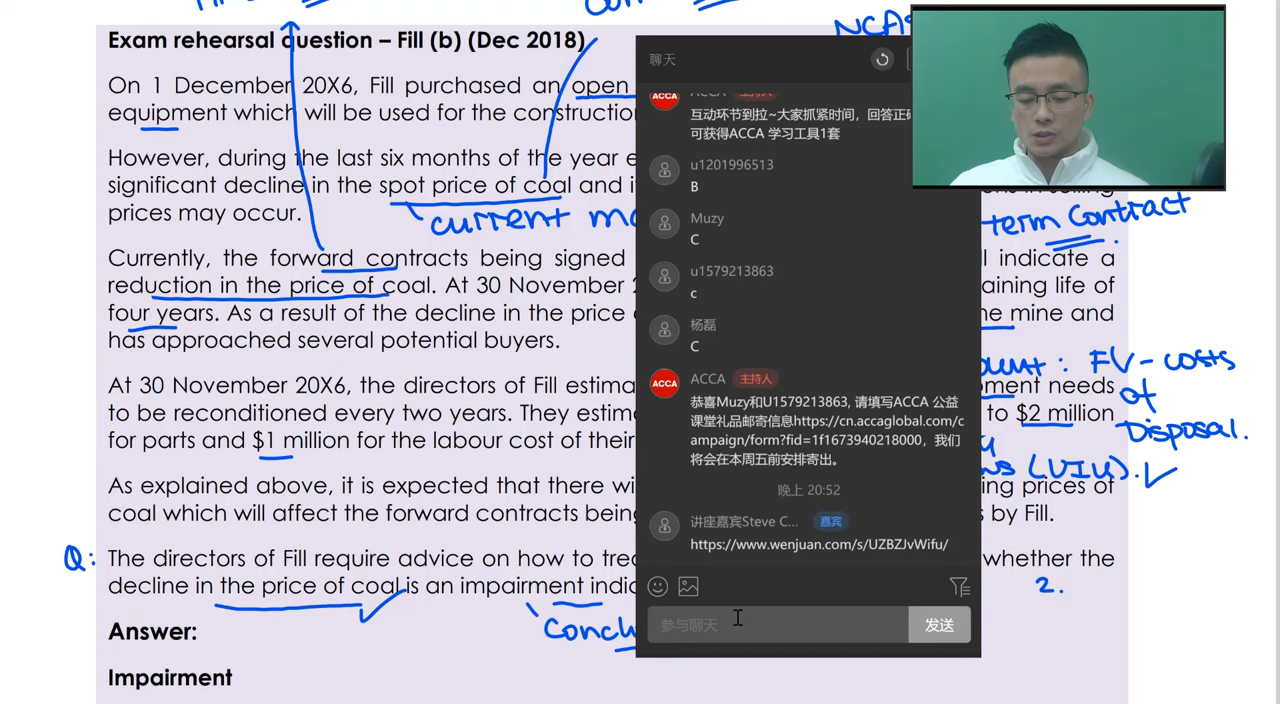 NCAS
Exam rehearsal question – Fill (b) (Dec 2018)
On 1 December 20X6, Fill purchased an open
equipment which will be used for the construction
However, during the last six months of the year e
significant decline in the spot price of coal and i
prices may occur.
current
term Contract
Currently, the forward contracts being signed
indicate a
reduction in the price of coal. At 30 November
aining life of
four years. As a result of the decline in the price
mine and
has approached several potential buyers.
: FV - costs
of
Disposal.
At 30 November 20X6, the directors of Fill estima
needs
to be reconditioned every two years. They estim
to $2 million
for parts and $1 million for the labour cost of their
(VIU).
As explained above, it is expected that there wi
ing prices of
coal which will affect the forward contracts bein
s by Fill.
Q:
The directors of Fill require advice on how to trea
whether the
decline in the price of coal is an impairment indic
2.
Answer:
Impairment
聊天
ACCA 主持人
互动环节到拉~大家抓紧时间，回答正确
可获得ACCA 学习工具1套
u1201996513
B
Muzy
C
u1579213863
c
杨磊
C
ACCA 主持人
恭喜Muzy和U1579213863, 请填写ACCA 公益
课堂礼品邮寄信息https://cn.accaglobal.com/c
ampaign/form?fid=1f1673940218000，我们
将会在本周五前安排寄出。
晚上 20:52
讲座嘉宾Steve C... 嘉宾
https://www.wenjuan.com/s/UZBZJvWifu/
参与聊天
发送